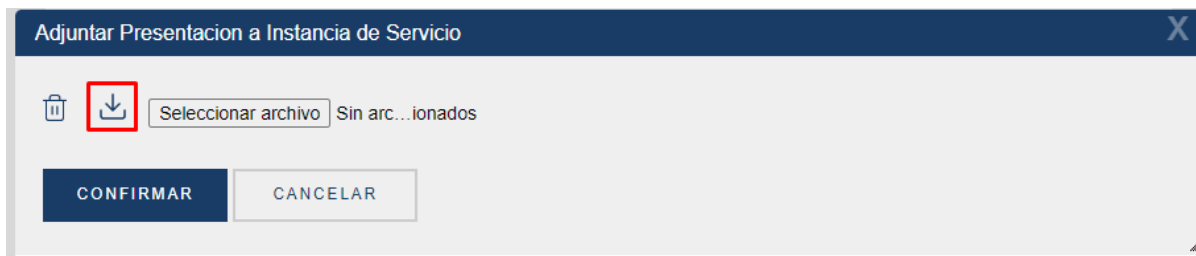 Adjuntar Presentacion a Instancia de Servicio X
Seleccionar archivo Sin arc...ionados
CONFIRMAR CANCELAR